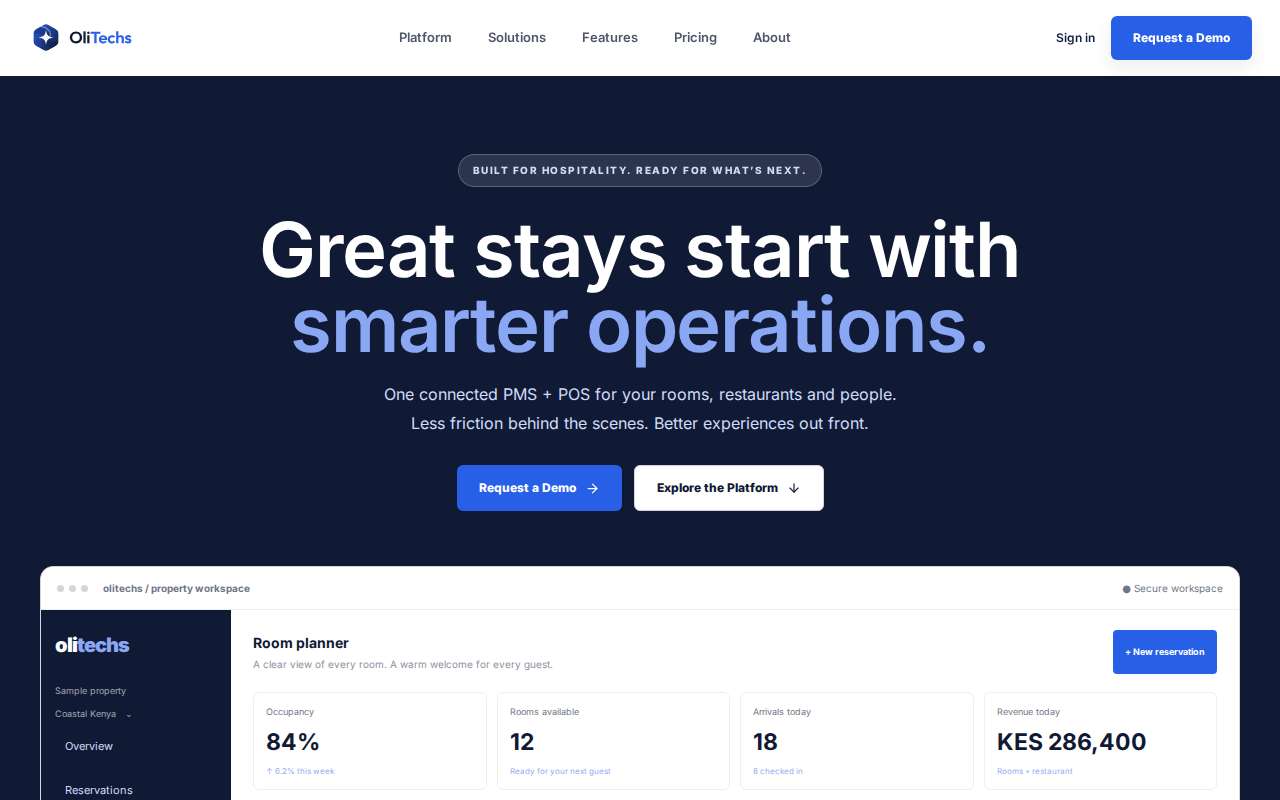 OliTechs
Platform
Solutions
Features
Pricing
About
Sign in
Request a Demo
BUILT FOR HOSPITALITY. READY FOR WHAT'S NEXT.
Great stays start with
smarter operations.
One connected PMS + POS for your rooms, restaurants and people.
Less friction behind the scenes. Better experiences out front.
Request a Demo →
Explore the Platform ↓
olitechs / property workspace
Secure workspace
olitechs
Sample property
Coastal Kenya
Overview
Reservations
Room planner
A clear view of every room. A warm welcome for every guest.
+ New reservation
Occupancy
84%
↑ 6.2% this week
Rooms available
12
Ready for your next guest
Arrivals today
18
8 checked in
Revenue today
KES 286,400
Rooms + restaurant